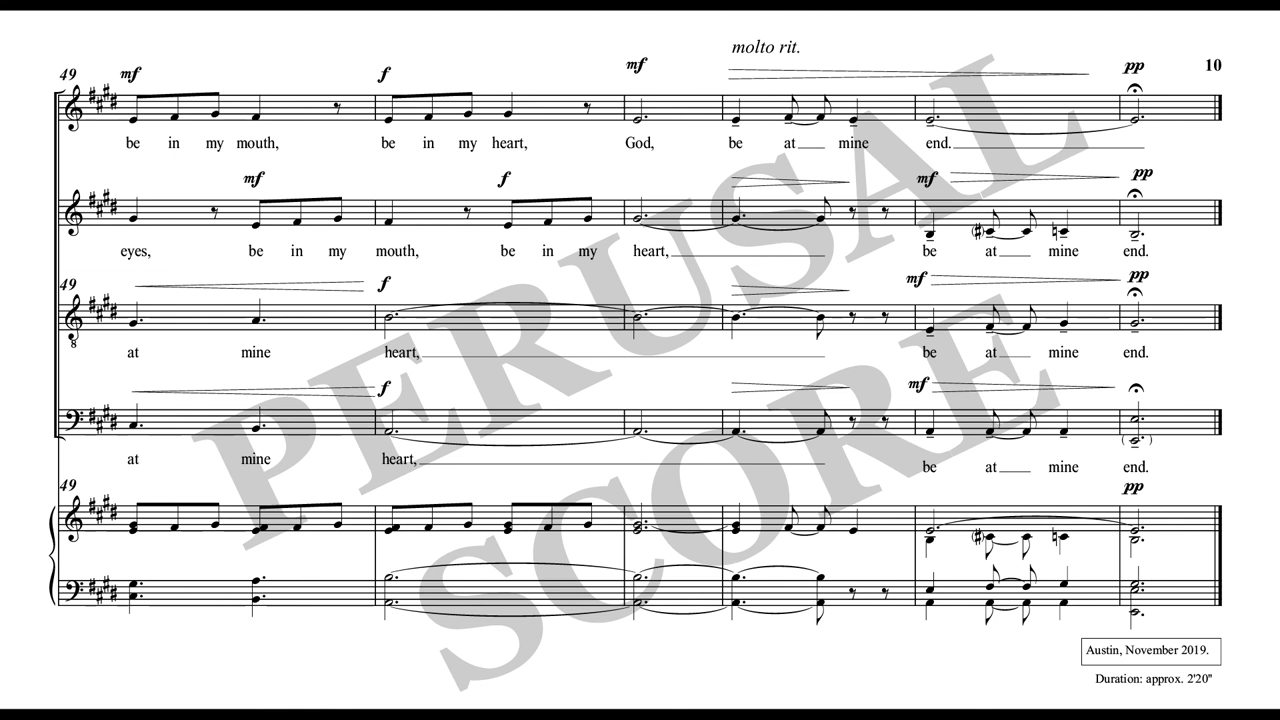 molto rit.
10
49 mf f mf pp
be in my mouth, be in my heart, God, be at mine end.
mf f mf pp
eyes, be in my mouth, be in my heart, be at mine end.
49 f mf pp
8
at mine heart, be at mine end.
f mf
at mine heart, be at mine end.
49 pp
PERUSAL
SCORE
Austin, November 2019.
Duration: approx. 2'20"